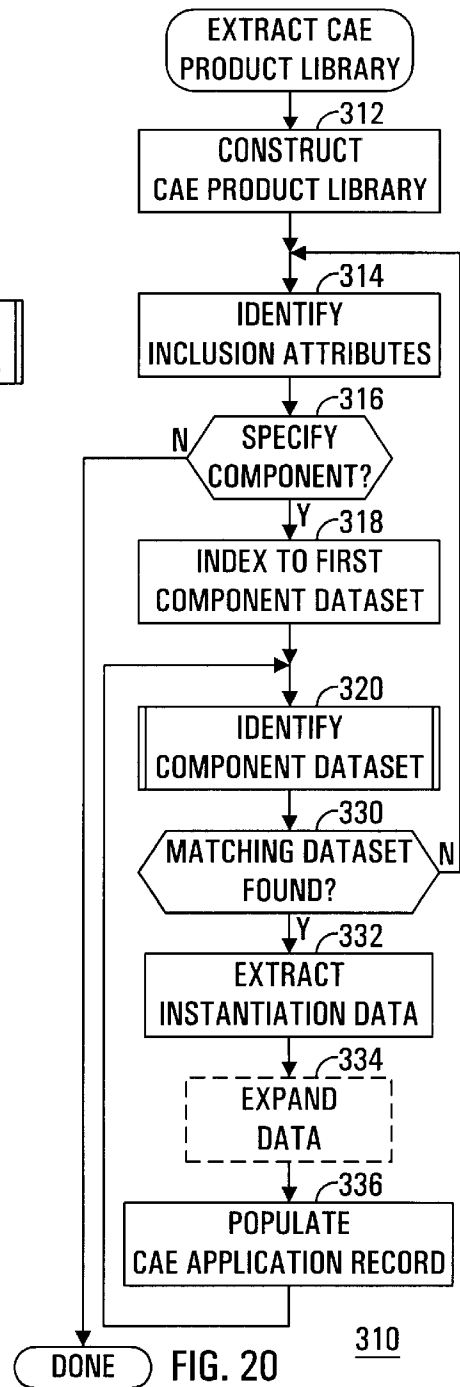 EXTRACT CAE
PRODUCT LIBRARY
312
CONSTRUCT
CAE PRODUCT LIBRARY
314
IDENTIFY
INCLUSION ATTRIBUTES
316
N
SPECIFY
COMPONENT?
Y
318
INDEX TO FIRST
COMPONENT DATASET
320
IDENTIFY
COMPONENT DATASET
330
MATCHING DATASET
FOUND?
N
Y
332
EXTRACT
INSTANTIATION DATA
334
EXPAND
DATA
336
POPULATE
CAE APPLICATION RECORD
310
DONE
FIG. 20